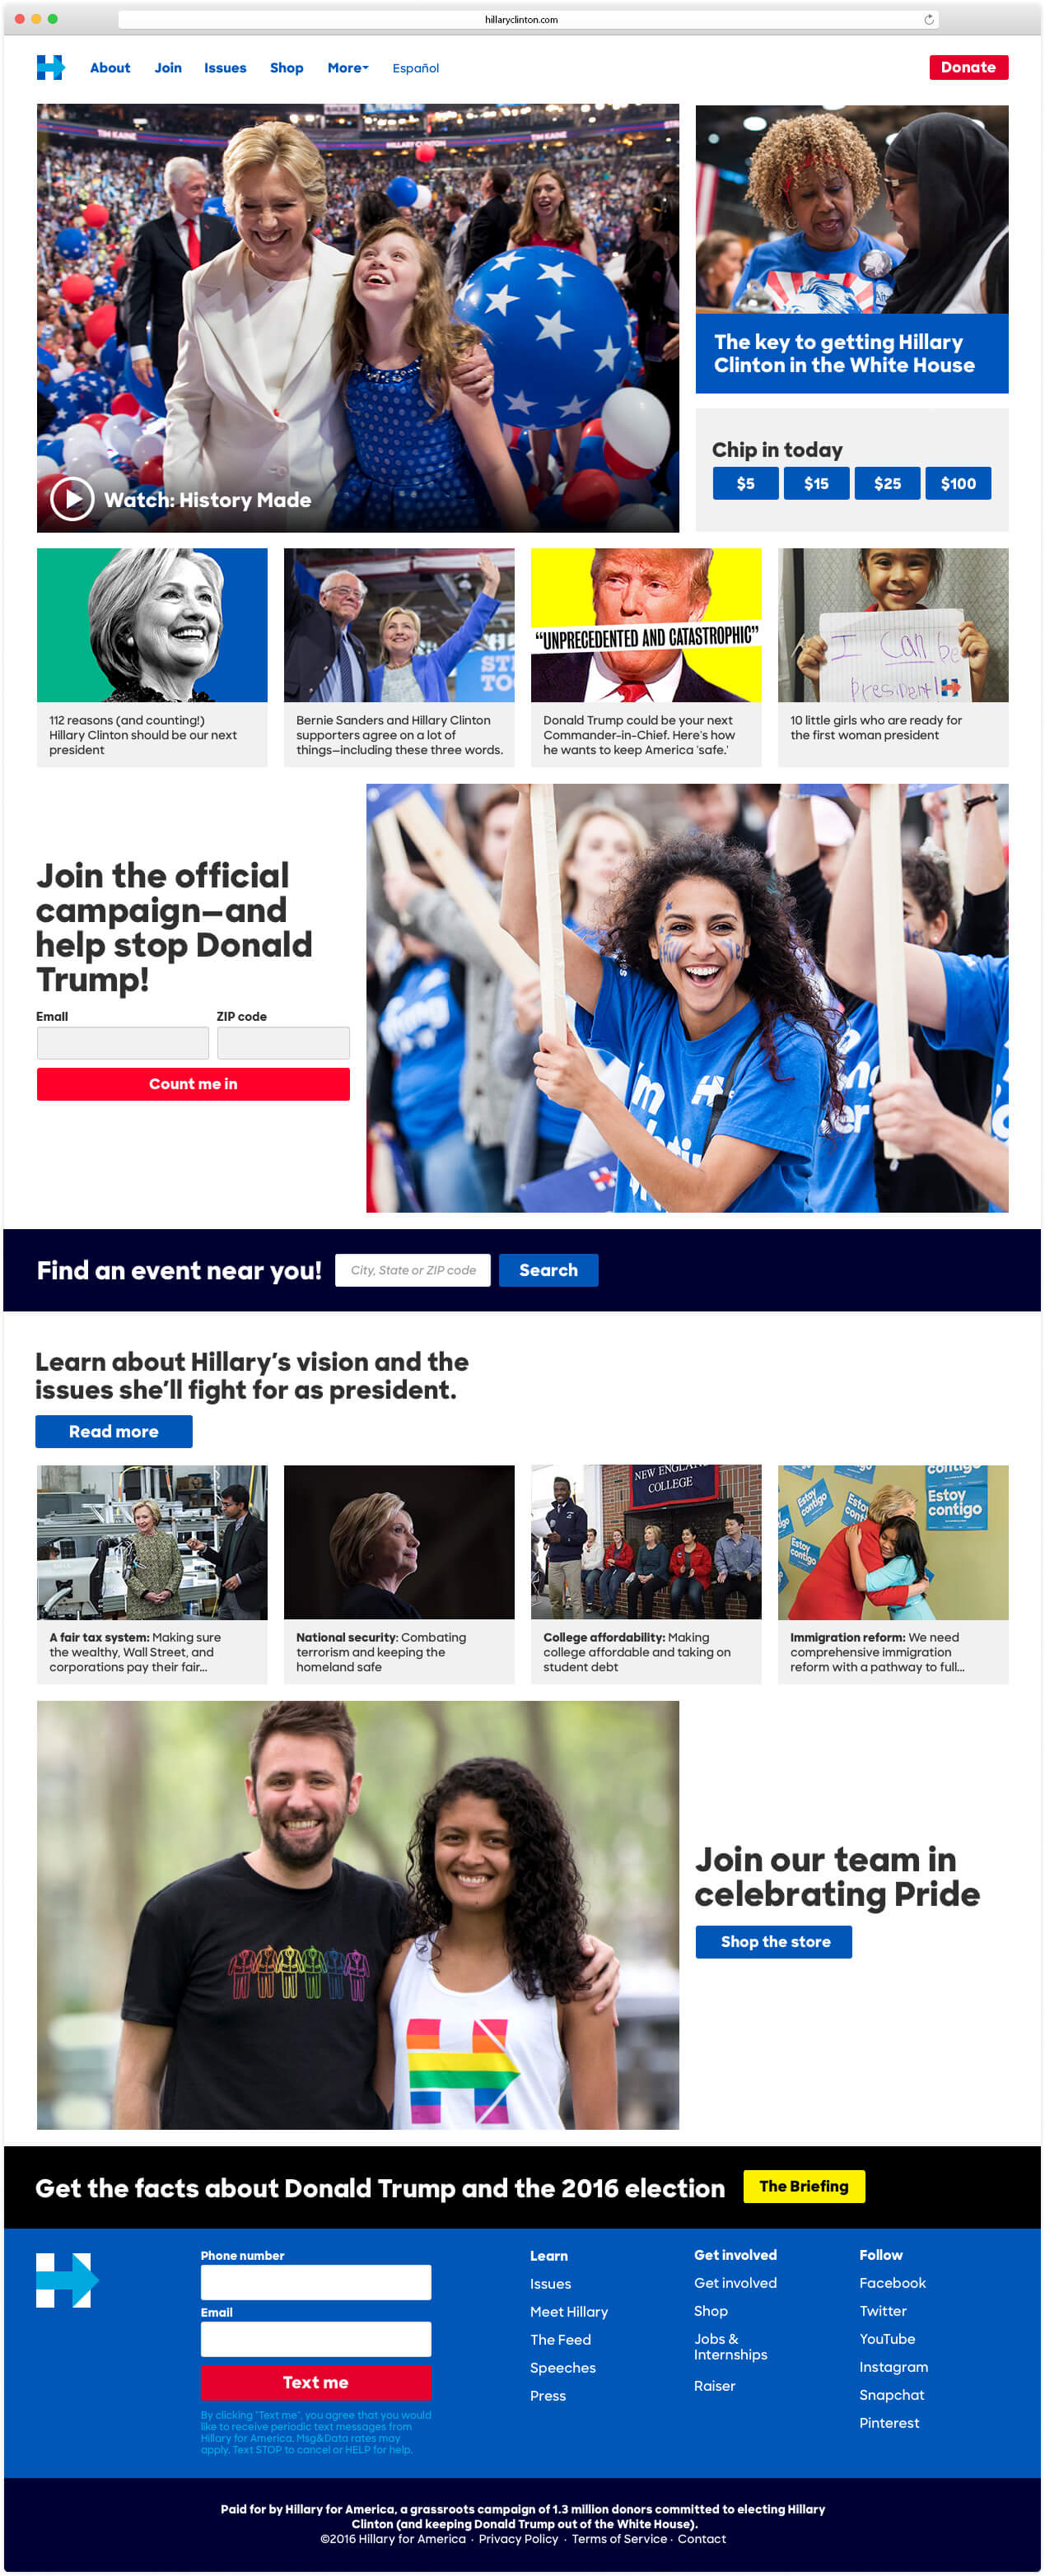 hillaryclinton.com
About Join Issues Shop More Español
Donate
TIM KAINE
HILLARY CLINTON
TIM KAINE
Watch: History Made
The key to getting Hillary
Clinton in the White House
Chip in today
$5 $15 $25 $100
112 reasons (and counting!)
Hillary Clinton should be our next
president
Bernie Sanders and Hillary Clinton
supporters agree on a lot of
things—including these three words.
"UNPRECEDENTED AND CATASTROPHIC"
Donald Trump could be your next
Commander-in-Chief. Here's how
he wants to keep America 'safe.'
I Can be
president!
10 little girls who are ready for
the first woman president
Join the official
campaign—and
help stop Donald
Trump!
Email ZIP code
Count me in
Find an event near you!
City, State or ZIP code
Search
Learn about Hillary's vision and the
issues she'll fight for as president.
Read more
A fair tax system: Making sure
the wealthy, Wall Street, and
corporations pay their fair...
National security: Combating
terrorism and keeping the
homeland safe
NEW ENGLAND
COLLEGE
College affordability: Making
college affordable and taking on
student debt
contigo
Estoy
contigo
Estoy
contigo
Immigration reform: We need
comprehensive immigration
reform with a pathway to full...
Join our team in
celebrating Pride
Shop the store
Get the facts about Donald Trump and the 2016 election
The Briefing
Phone number
Email
Text me
By clicking "Text me", you agree that you would
like to receive periodic text messages from
Hillary for America. Msg&Data rates may
apply. Text STOP to cancel or HELP for help.
Learn
Issues
Meet Hillary
The Feed
Speeches
Press
Get involved
Get involved
Shop
Jobs &
Internships
Raiser
Follow
Facebook
Twitter
YouTube
Instagram
Snapchat
Pinterest
Paid for by Hillary for America, a grassroots campaign of 1.3 million donors committed to electing Hillary
Clinton (and keeping Donald Trump out of the White House).
©2016 Hillary for America · Privacy Policy · Terms of Service · Contact